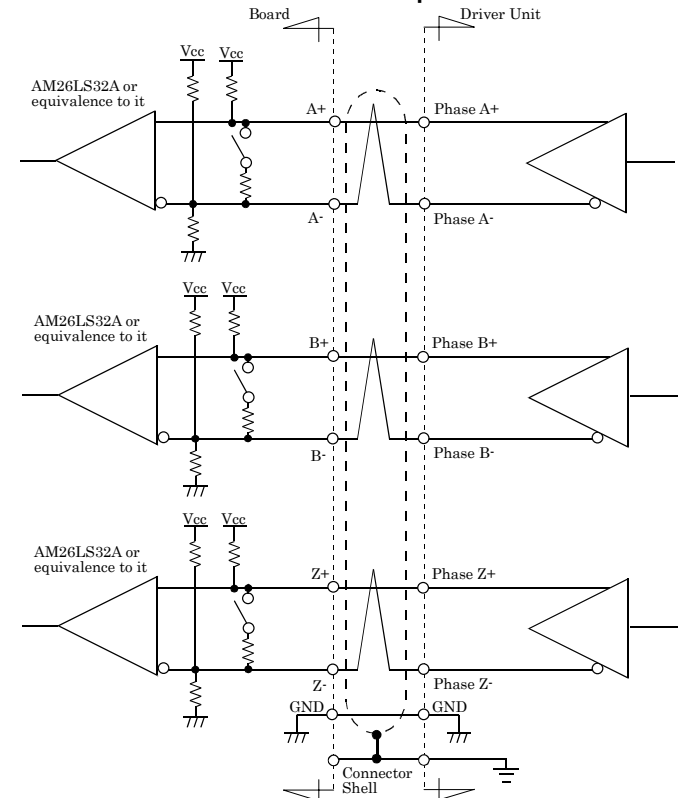 Board
Driver Unit
Vcc
Vcc
AM26LS32A or
equivalence to it
A+
Phase A+
A-
Phase A-
Vcc
Vcc
AM26LS32A or
equivalence to it
B+
Phase B+
B-
Phase B-
Vcc
Vcc
AM26LS32A or
equivalence to it
Z+
Phase Z+
Z-
Phase Z-
GND
GND
Connector
Shell